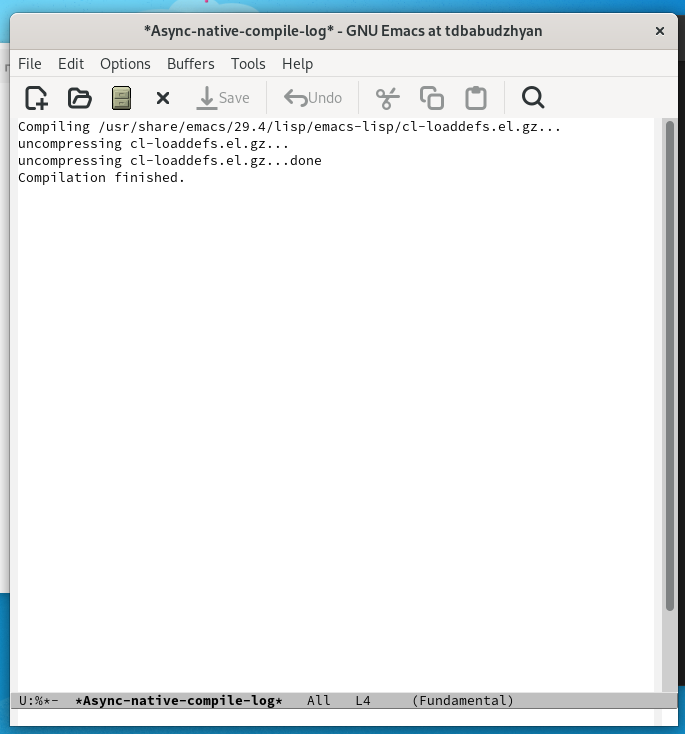 *Async-native-compile-log* - GNU Emacs at tdbabudzhyan
File Edit Options Buffers Tools Help
Save Undo
Compiling /usr/share/emacs/29.4/lisp/emacs-lisp/cl-loaddefs.el.gz...
uncompressing cl-loaddefs.el.gz...
uncompressing cl-loaddefs.el.gz...done
Compilation finished.
U:%*- *Async-native-compile-log* All L4 (Fundamental)